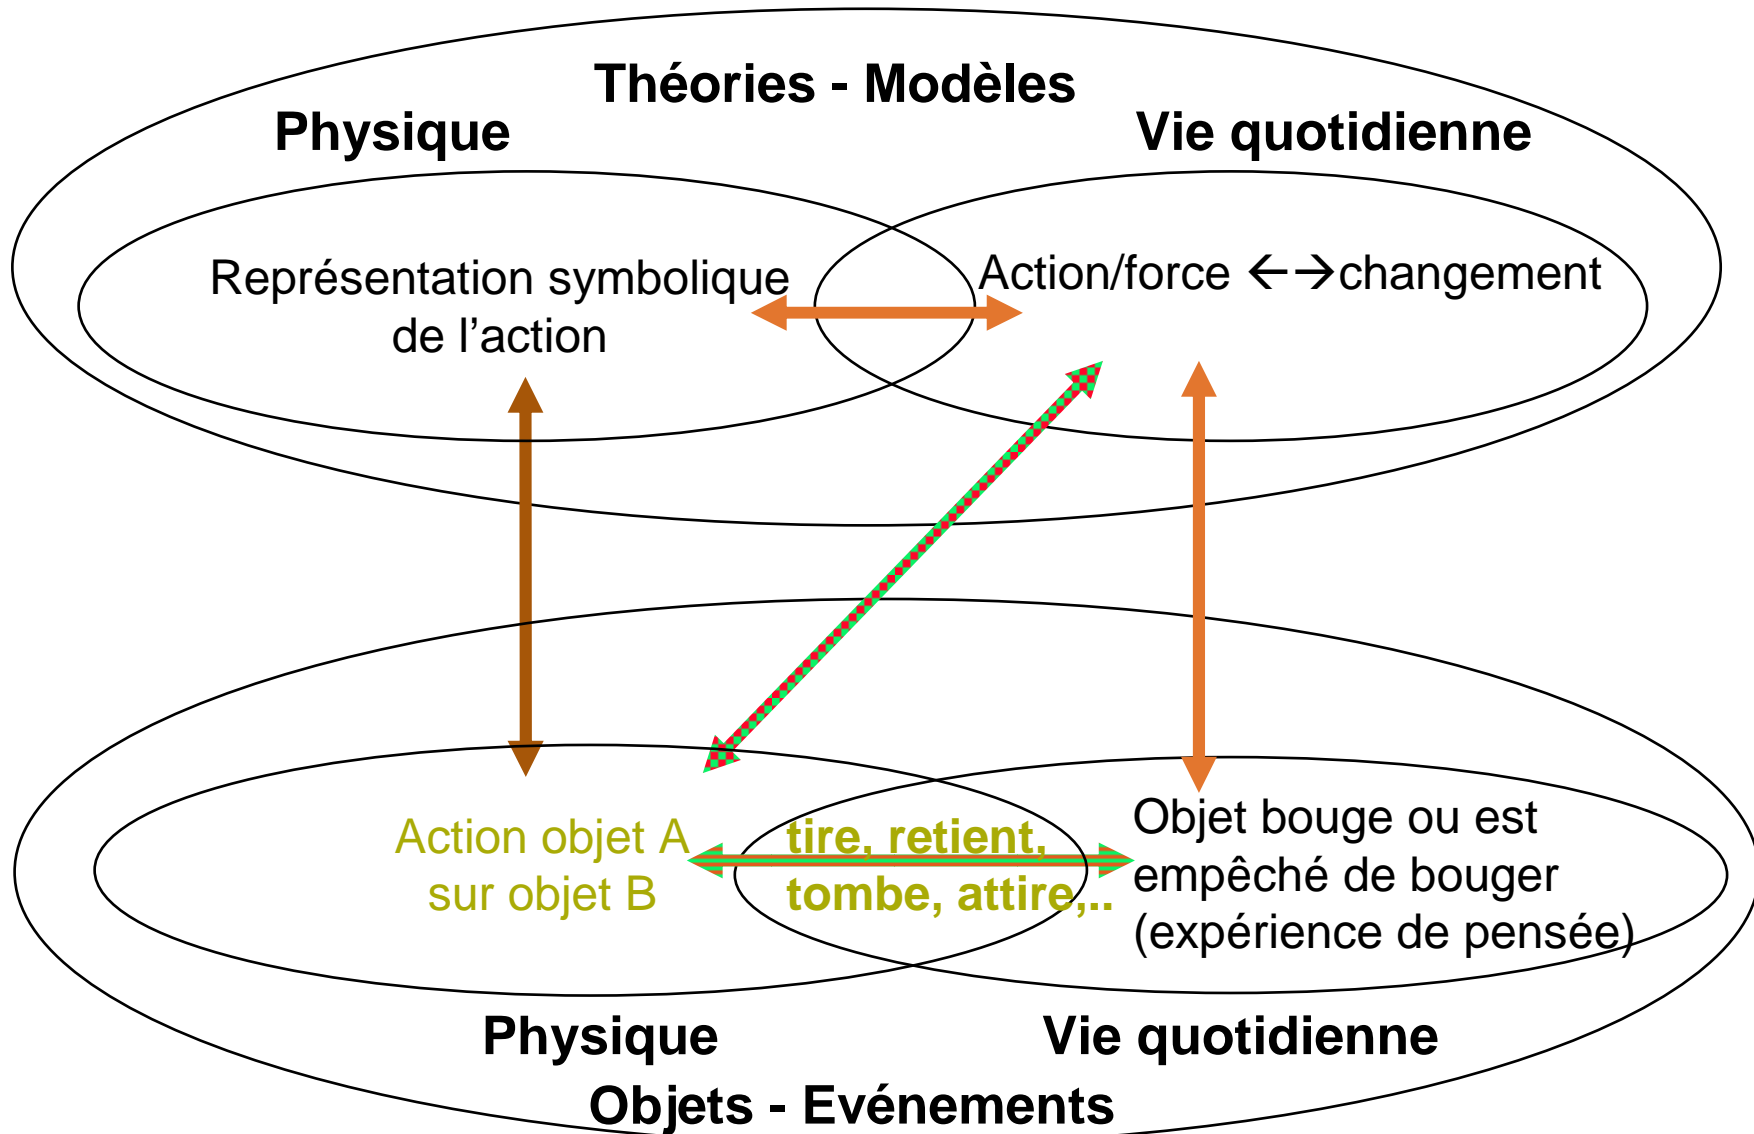 Théories - Modèles
Physique
Vie quotidienne
Représentation symbolique
de l’action
Action/force ←→changement
Action objet A
sur objet B
tire, retient,
tombe, attire,..
Objet bouge ou est
empêché de bouger
(expérience de pensée)
Physique
Vie quotidienne
Objets - Evénements